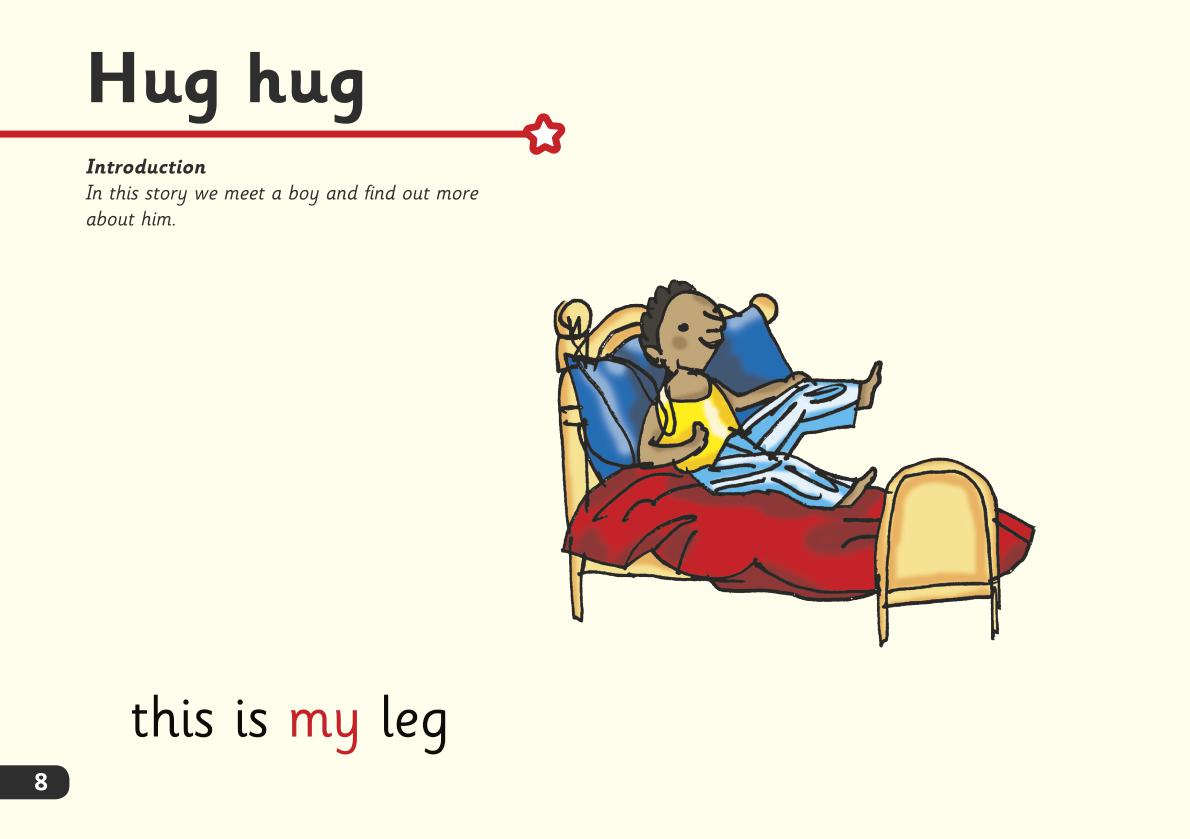 Hug hug
Introduction
In this story we meet a boy and find out more
about him.
this is my leg
8